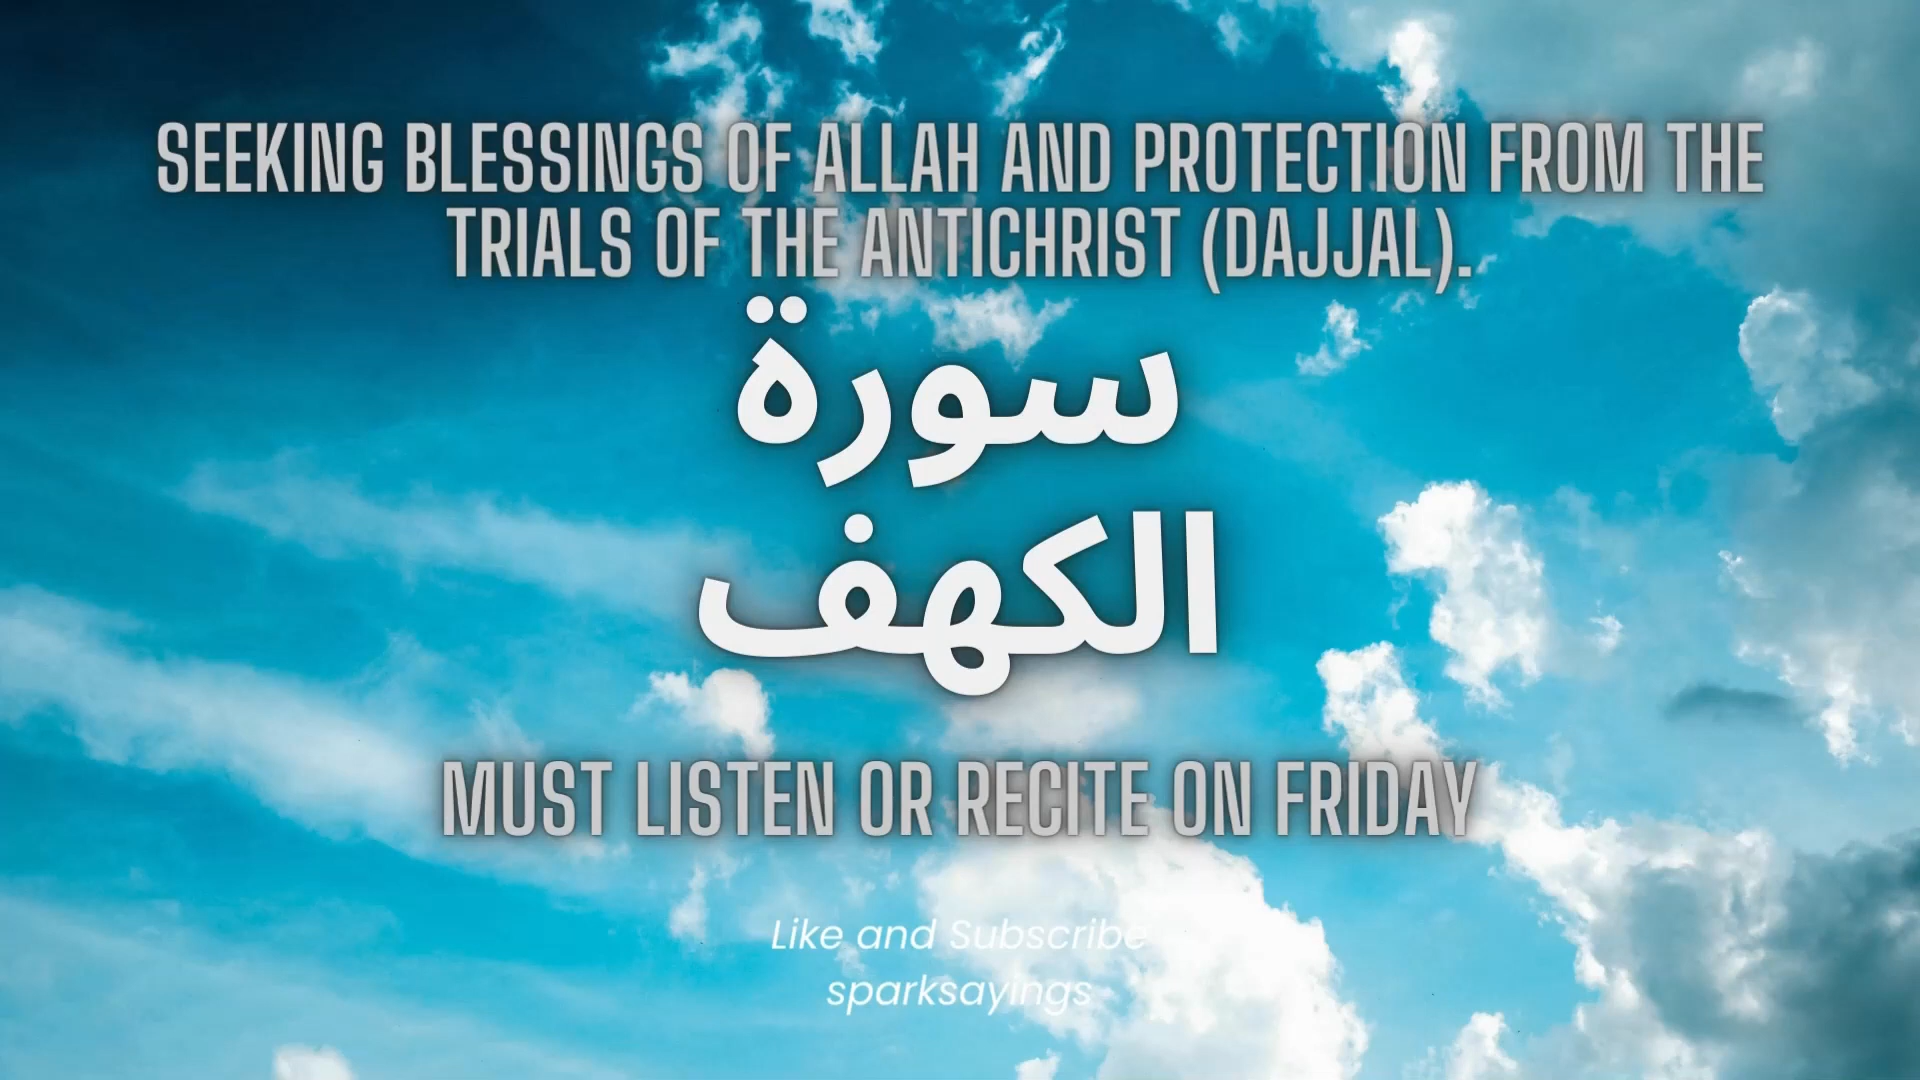 SEEKING BLESSINGS OF ALLAH AND PROTECTION FROM THE
TRIALS OF THE ANTICHRIST (DAJJAL).
سورة
الكهف
MUST LISTEN OR RECITE ON FRIDAY
Like and Subscribe
sparksayings